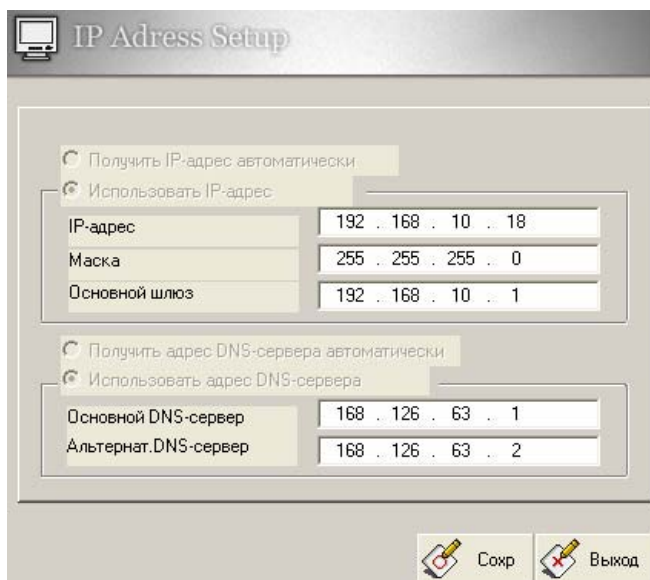 IP Adress Setup
Получить IP-адрес автоматически
Использовать IP-адрес
IP-адрес 192 . 168 . 10 . 18
Маска 255 . 255 . 255 . 0
Основной шлюз 192 . 168 . 10 . 1
Получить адрес DNS-сервера автоматически
Использовать адрес DNS-сервера
Основной DNS-сервер 168 . 126 . 63 . 1
Альтернат.DNS-сервер 168 . 126 . 63 . 2
Сохр Выход